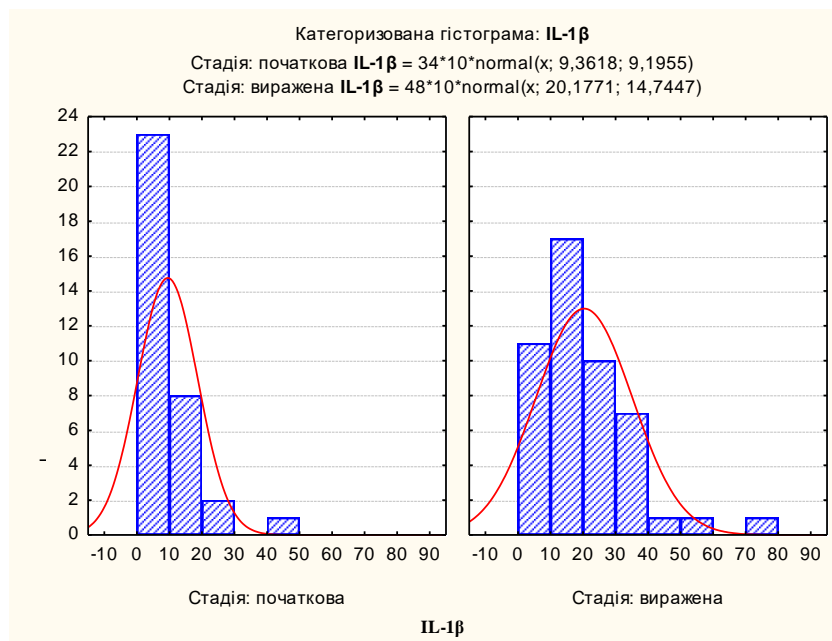 Категоризована гістограма: IL-1β
Стадія: початкова IL-1β = 34*10*normal(x; 9,3618; 9,1955)
Стадія: виражена IL-1β = 48*10*normal(x; 20,1771; 14,7447)
24
22
20
18
16
14
12
10
8
6
4
2
0
-10 0 10 20 30 40 50 60 70 80 90
Стадія: початкова
-10 0 10 20 30 40 50 60 70 80 90
Стадія: виражена
IL-1β